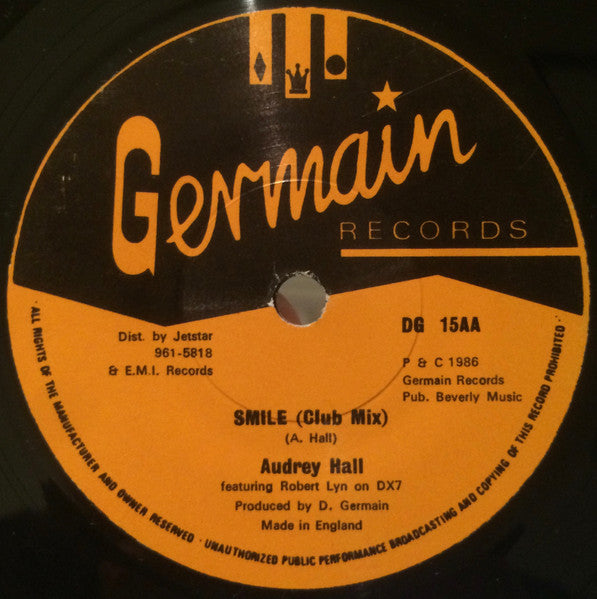 Germain
RECORDS
Dist. by Jetstar
961-5818
& E.M.I. Records
DG 15AA
P & C 1986
Germain Records
Pub. Beverly Music
SMILE (Club Mix)
(A. Hall)
Audrey Hall
featuring Robert Lyn on DX7
Produced by D. Germain
Made in England
· ALL RIGHTS OF THE MANUFACTURER AND OWNER RESERVED · UNAUTHORIZED PUBLIC PERFORMANCE BROADCASTING AND COPYING OF THIS RECORD PROHIBITED ·